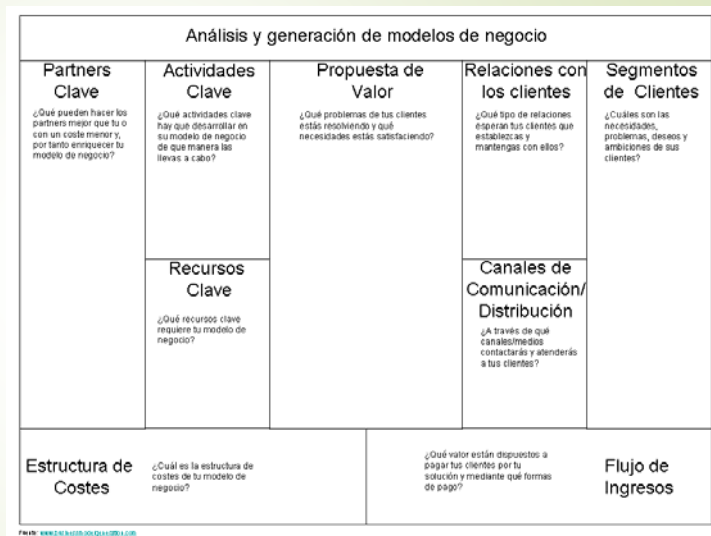 Análisis y generación de modelos de negocio
Partners
Clave
¿Qué pueden hacer los
partners mejor que tu o
con un coste menor y,
por tanto enriquecer tu
modelo de negocio?
Actividades
Clave
¿Qué actividades clave
hay que desarrollar en
su modelo de negocio
de que manera las
llevas a cabo?
Recursos
Clave
¿Qué recursos clave
requiere tu modelo de
negocio?
Propuesta de
Valor
¿Qué problemas de tus clientes
estás resolviendo y qué
necesidades estás satisfaciendo?
Relaciones con
los clientes
¿Qué tipo de relaciones
esperan tus clientes que
establezcas y
mantengas con ellos?
Canales de
Comunicación/
Distribución
¿A través de qué
canales/medios
contactarás y atenderás
a tus clientes?
Segmentos
de Clientes
¿Cuáles son las
necesidades,
problemas, deseos y
ambiciones de sus
clientes?
Estructura de
Costes
¿Cuál es la estructura de
costes de tu modelo de
negocio?
¿Qué valor están dispuestos a
pagar tus clientes por tu
solución y mediante qué formas
de pago?
Flujo de
Ingresos
Fuente: